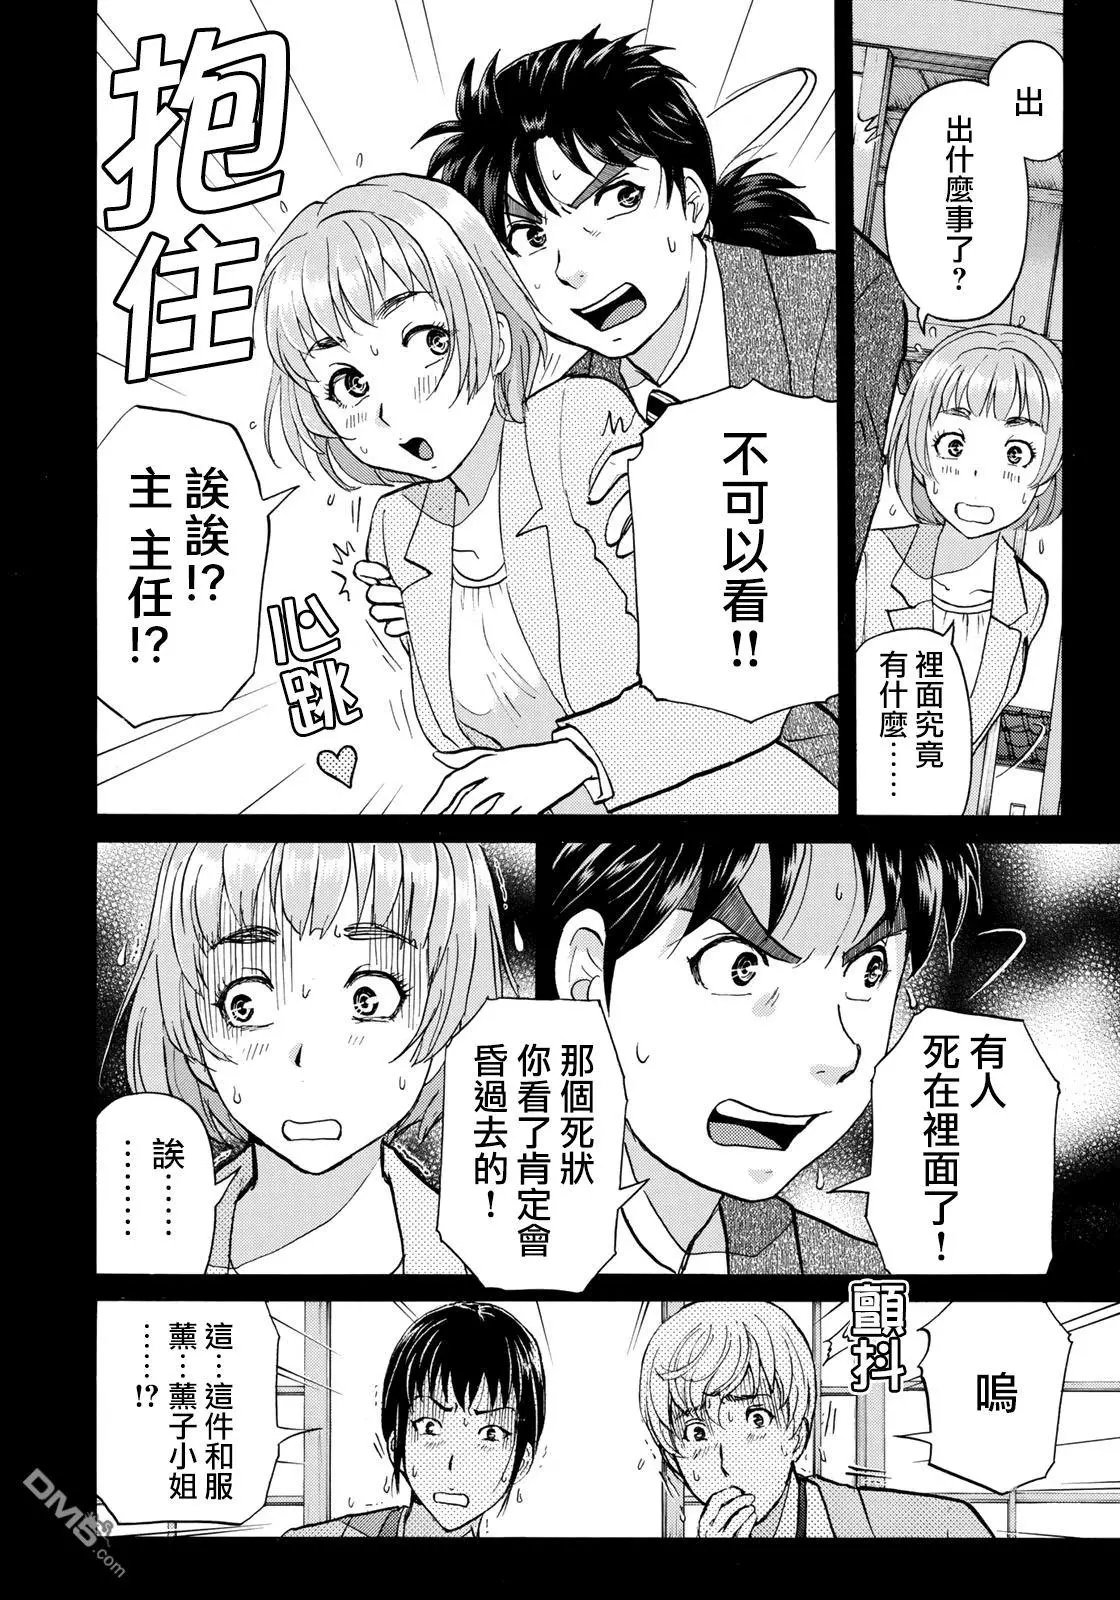 出
出什麼事了?
裡面究竟
有什麼……
不可以看!!
抱住
誒誒!?
主 主任!?
心跳
有人
死在裡面了!
那個死狀
你看了肯定會
昏過去的!
誒……
………
嗚
顫抖
這…這件和服
薰…薰子小姐
……!?
DM5.com